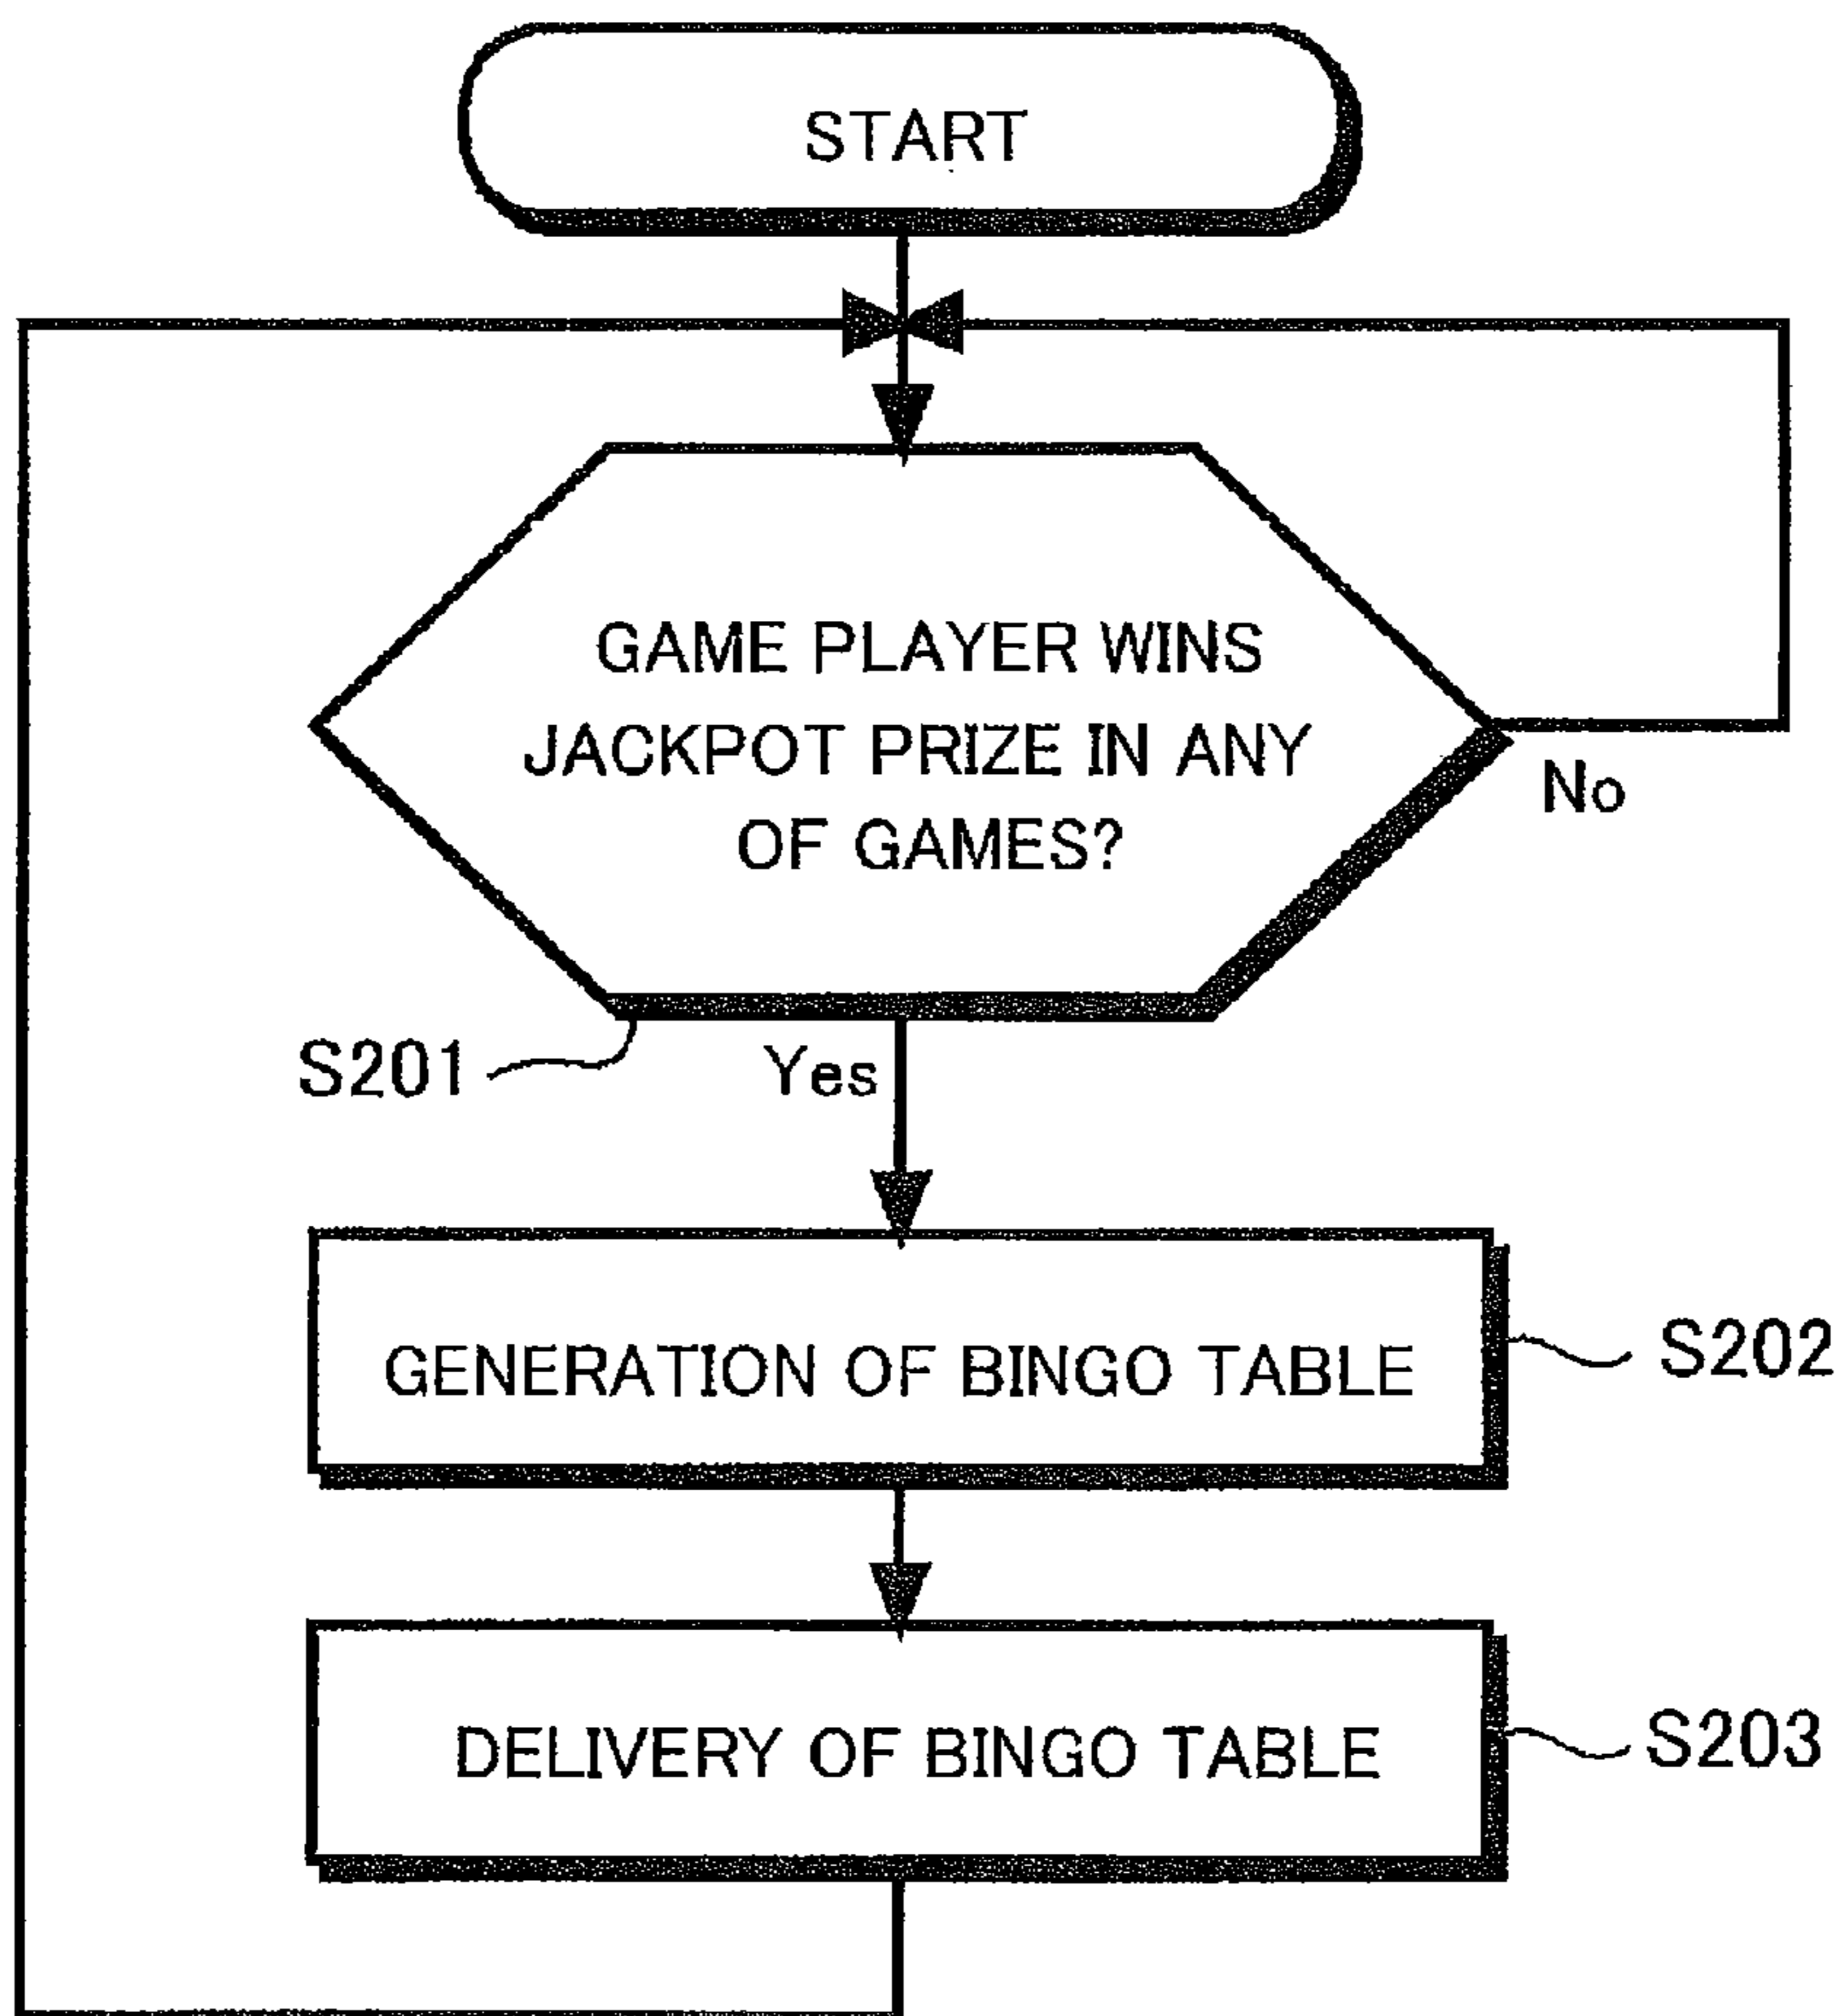 START
GAME PLAYER WINS
JACKPOT PRIZE IN ANY
OF GAMES?
No
S201
Yes
GENERATION OF BINGO TABLE
S202
DELIVERY OF BINGO TABLE
S203